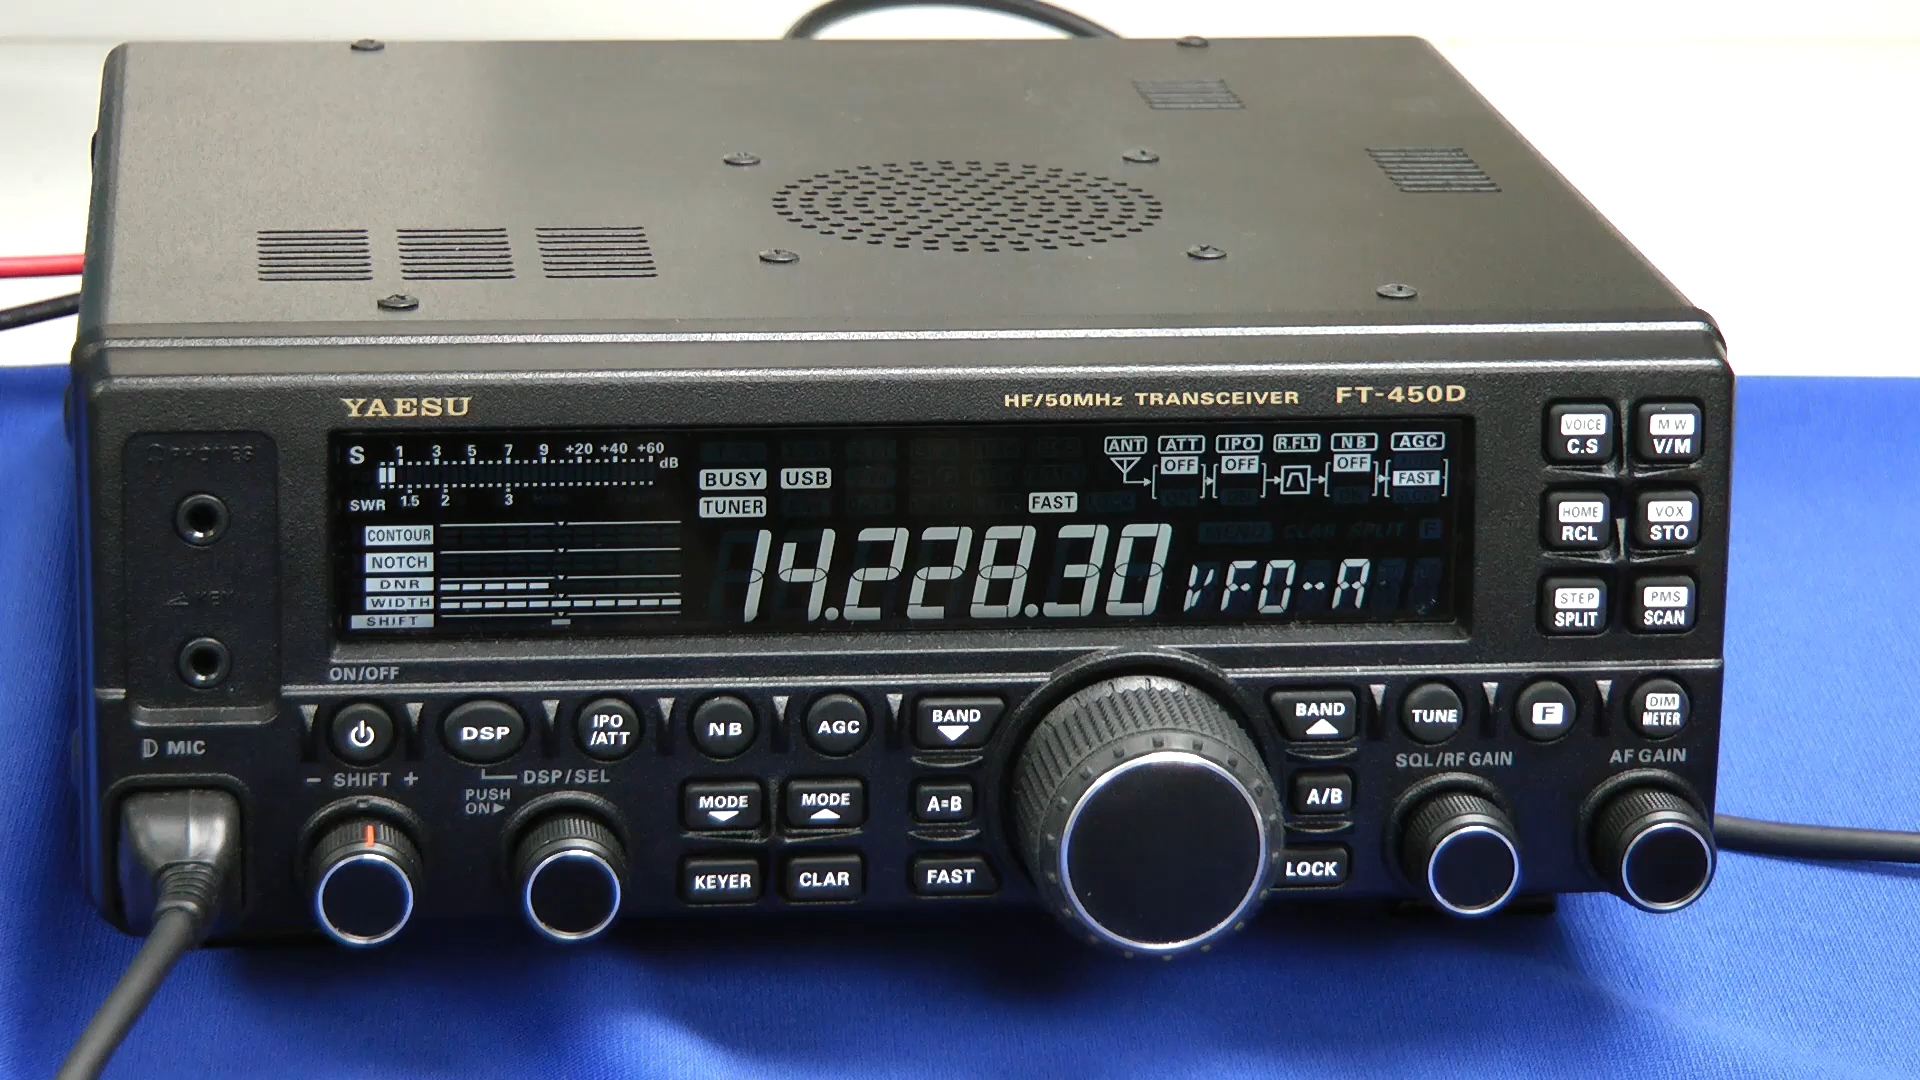 YAESU
HF/50MHz TRANSCEIVER FT-450D
S 1 3 5 7 9 +20 +40 +60 dB
SWR 1.5 2 3
BUSY USB
TUNER
FAST
ANT ATT IPO R.FLT NB AGC
OFF OFF OFF FAST
CONTOUR
NOTCH
DNR
WIDTH
SHIFT
14.228.30 VFO-A
VOICE
C.S
M W
V/M
HOME
RCL
VOX
STO
STEP
SPLIT
PMS
SCAN
PHONES
KEY
ON/OFF
DSP
IPO
/ATT
NB
AGC
BAND
BAND
TUNE
F
DIM
METER
MIC
− SHIFT +
DSP/SEL
PUSH
ON
MODE
MODE
A=B
A/B
SQL/RF GAIN
AF GAIN
KEYER
CLAR
FAST
LOCK